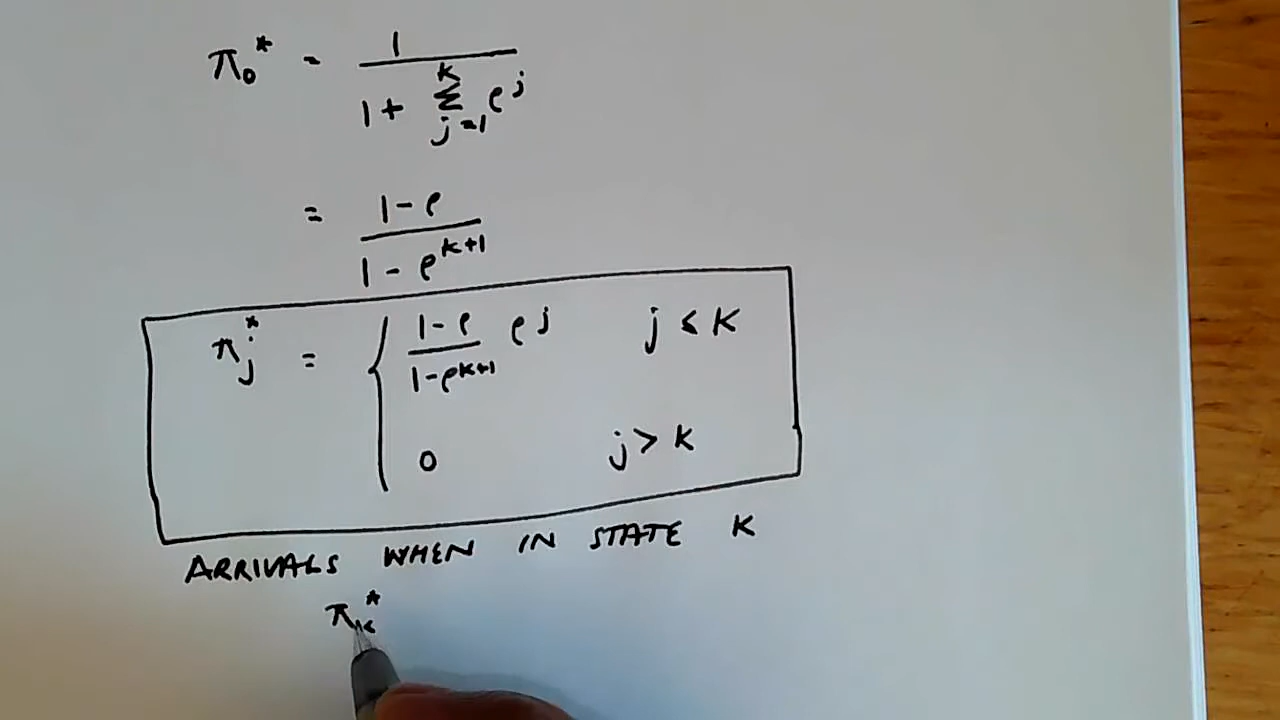 π₀* = 1 / (1 + Σ_{j=1}^{K} ρ^j)
= (1-ρ) / (1 - ρ^{K+1})
π_j* = { (1-ρ)/(1-ρ^{K+1}) ρ^j j ≤ K
0 j > K
ARRIVALS WHEN IN STATE K
π_K*